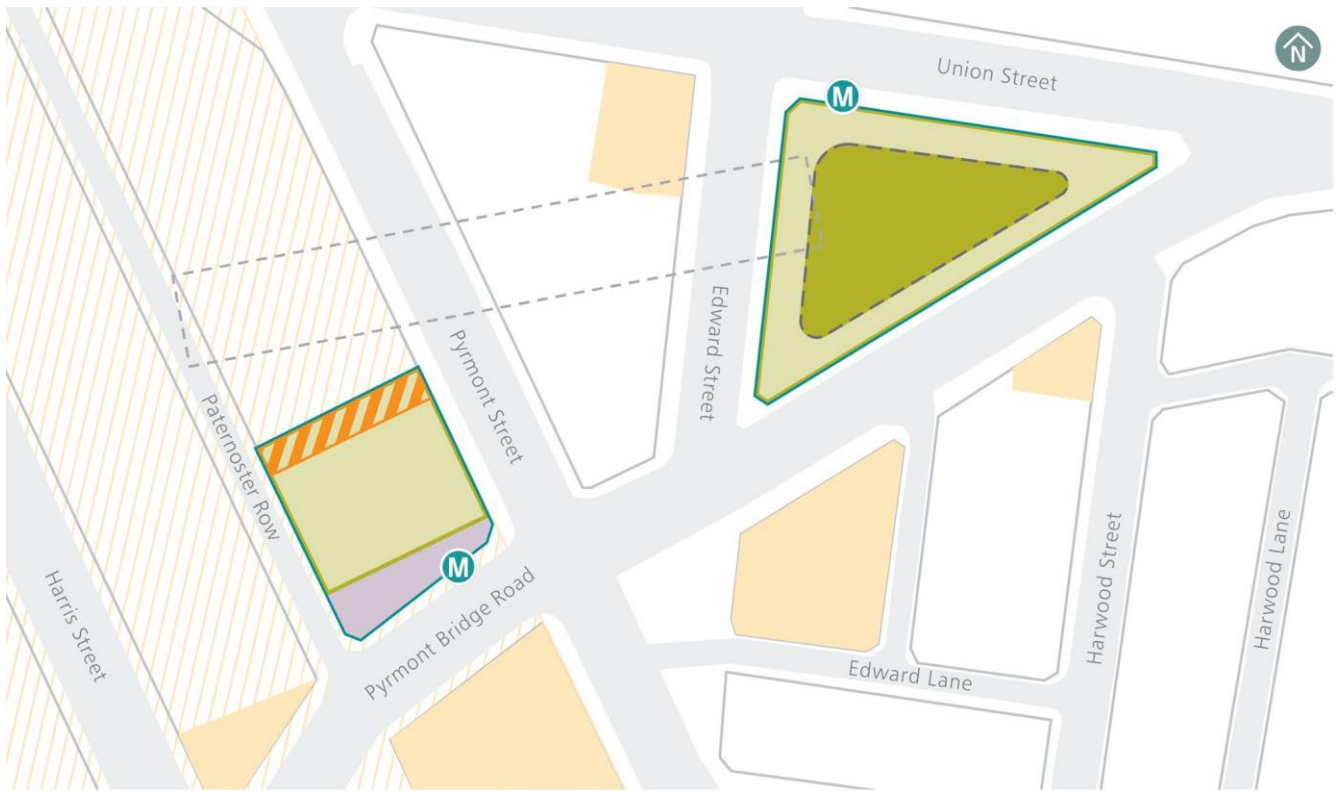 N
Union Street
M
Edward Street
Pyrmont Street
Paternoster Row
M
Harris Street
Pyrmont Bridge Road
Edward Lane
Harwood Street
Harwood Lane